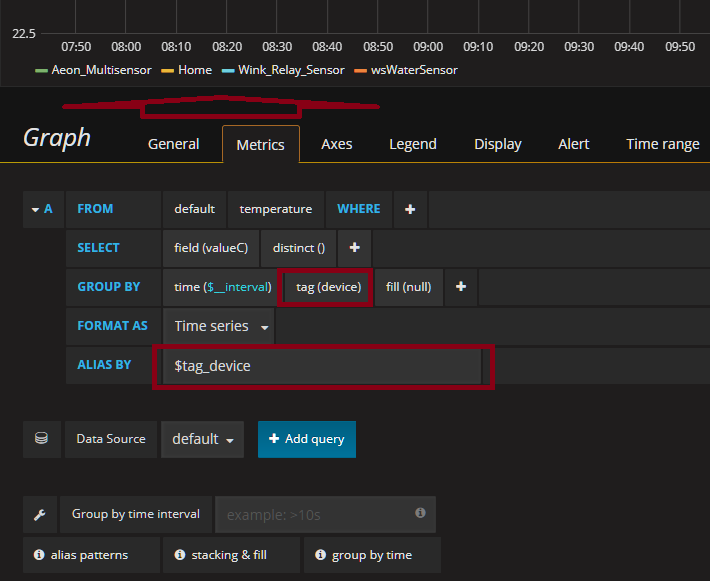 22.5
07:50 08:00 08:10 08:20 08:30 08:40 08:50 09:00 09:10 09:20 09:30 09:40 09:50
Aeon_Multisensor Home Wink_Relay_Sensor wsWaterSensor
Graph General Metrics Axes Legend Display Alert Time range
A FROM default temperature WHERE +
SELECT field (valueC) distinct () +
GROUP BY time ($__interval) tag (device) fill (null) +
FORMAT AS Time series
ALIAS BY $tag_device
Data Source default + Add query
Group by time interval example: >10s
alias patterns stacking & fill group by time